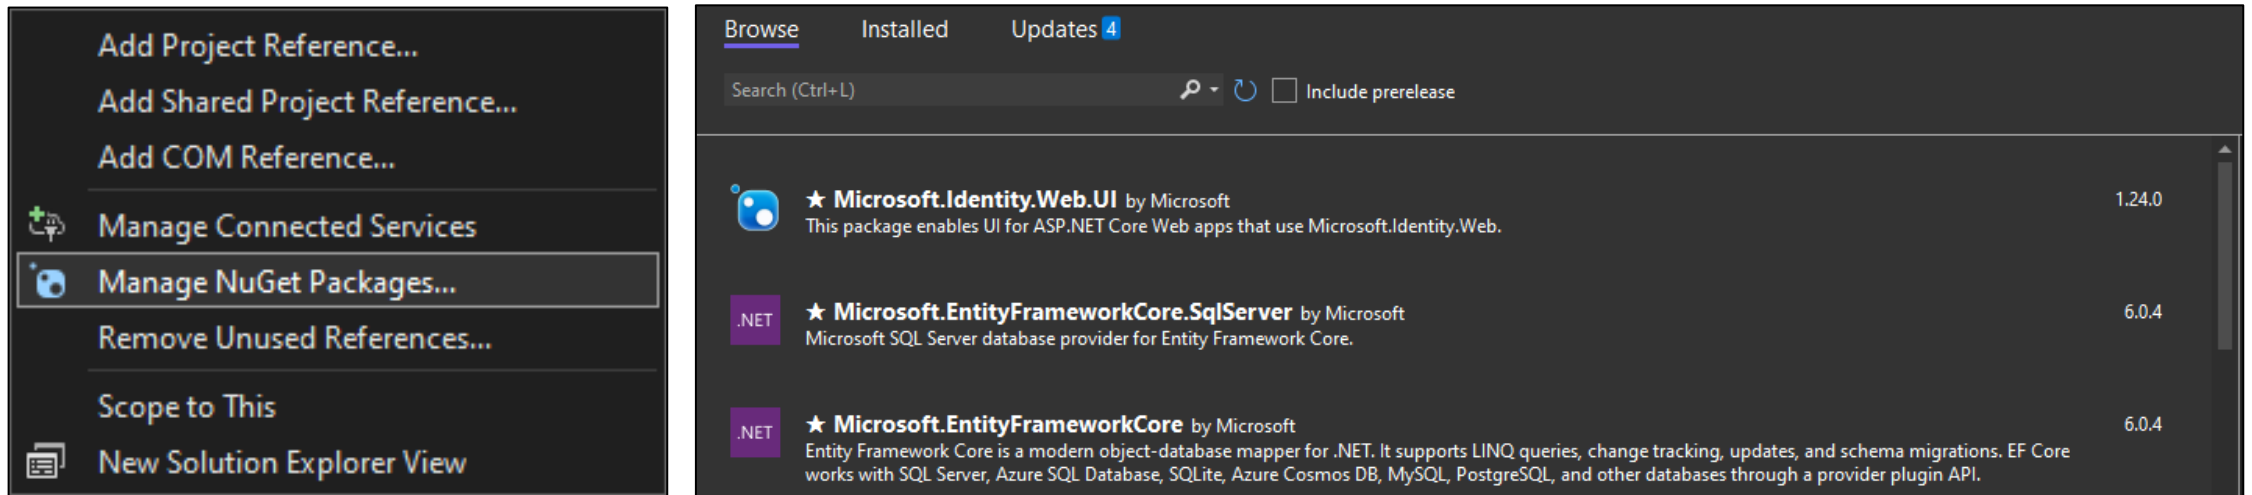 Add Project Reference...
Add Shared Project Reference...
Add COM Reference...
Manage Connected Services
Manage NuGet Packages...
Remove Unused References...
Scope to This
New Solution Explorer View
Browse Installed Updates 4
Search (Ctrl+L) Include prerelease
★ Microsoft.Identity.Web.UI by Microsoft 1.24.0
This package enables UI for ASP.NET Core Web apps that use Microsoft.Identity.Web.
.NET ★ Microsoft.EntityFrameworkCore.SqlServer by Microsoft 6.0.4
Microsoft SQL Server database provider for Entity Framework Core.
.NET ★ Microsoft.EntityFrameworkCore by Microsoft 6.0.4
Entity Framework Core is a modern object-database mapper for .NET. It supports LINQ queries, change tracking, updates, and schema migrations. EF Core
works with SQL Server, Azure SQL Database, SQLite, Azure Cosmos DB, MySQL, PostgreSQL, and other databases through a provider plugin API.